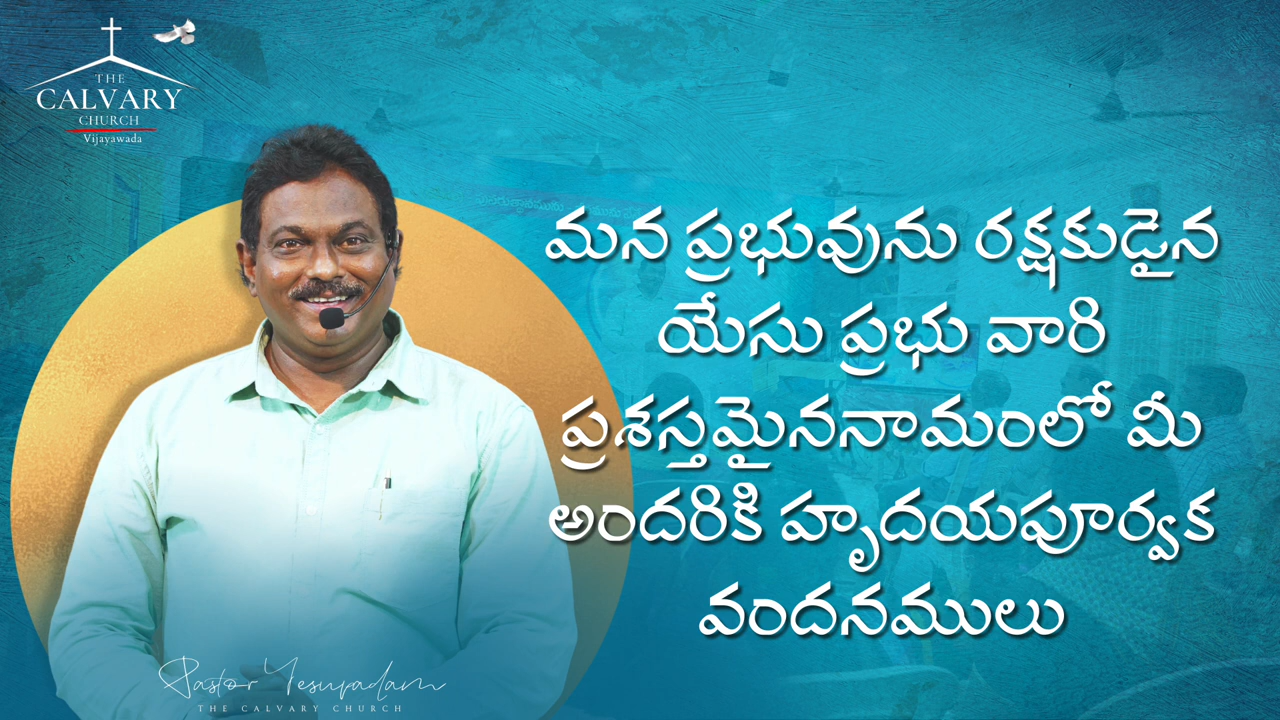 THE
CALVARY
CHURCH
Vijayawada
మన ప్రభువును రక్షకుడైన
యేసు ప్రభు వారి
ప్రశస్తమైననామంలో మీ
అందరికి హృదయపూర్వక
వందనములు
Pastor Yesupadam
THE CALVARY CHURCH